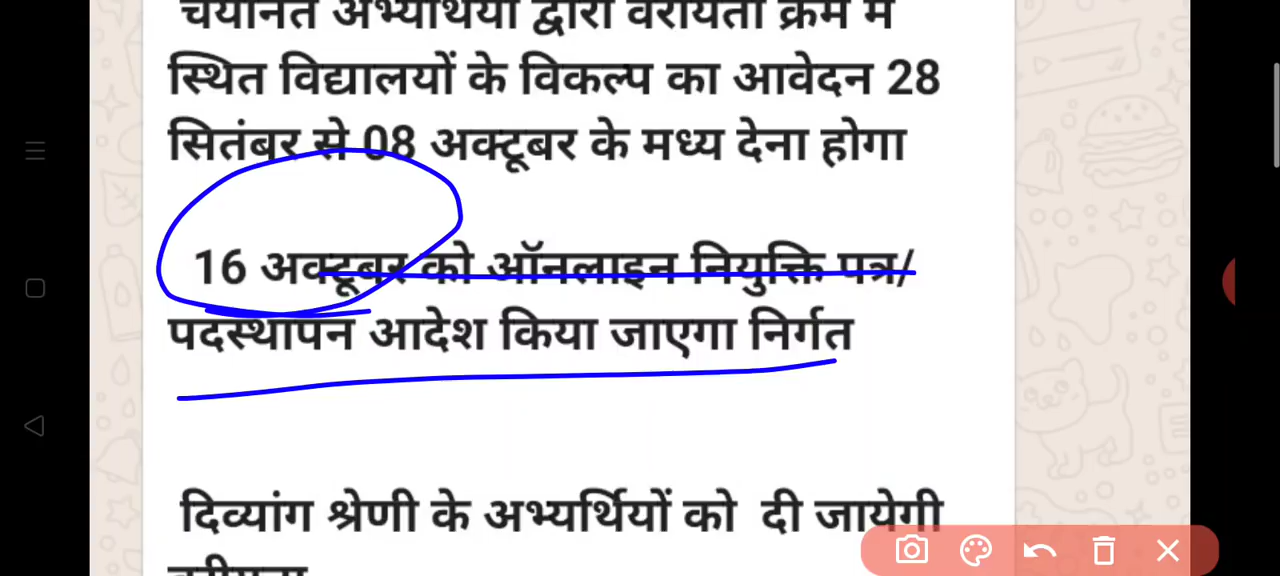 चयनित अभ्यर्थियों द्वारा वरीयता क्रम में
स्थित विद्यालयों के विकल्प का आवेदन 28
सितंबर से 08 अक्टूबर के मध्य देना होगा
16 अक्टूबर को ऑनलाइन नियुक्ति पत्र/
पदस्थापन आदेश किया जाएगा निर्गत
दिव्यांग श्रेणी के अभ्यर्थियों को दी जायेगी